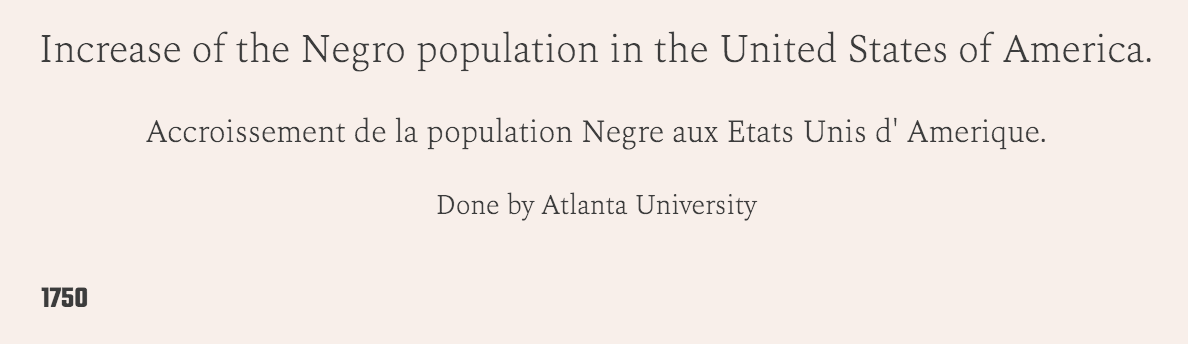 Increase of the Negro population in the United States of America.
Accroissement de la population Negre aux Etats Unis d' Amerique.
Done by Atlanta University
1750